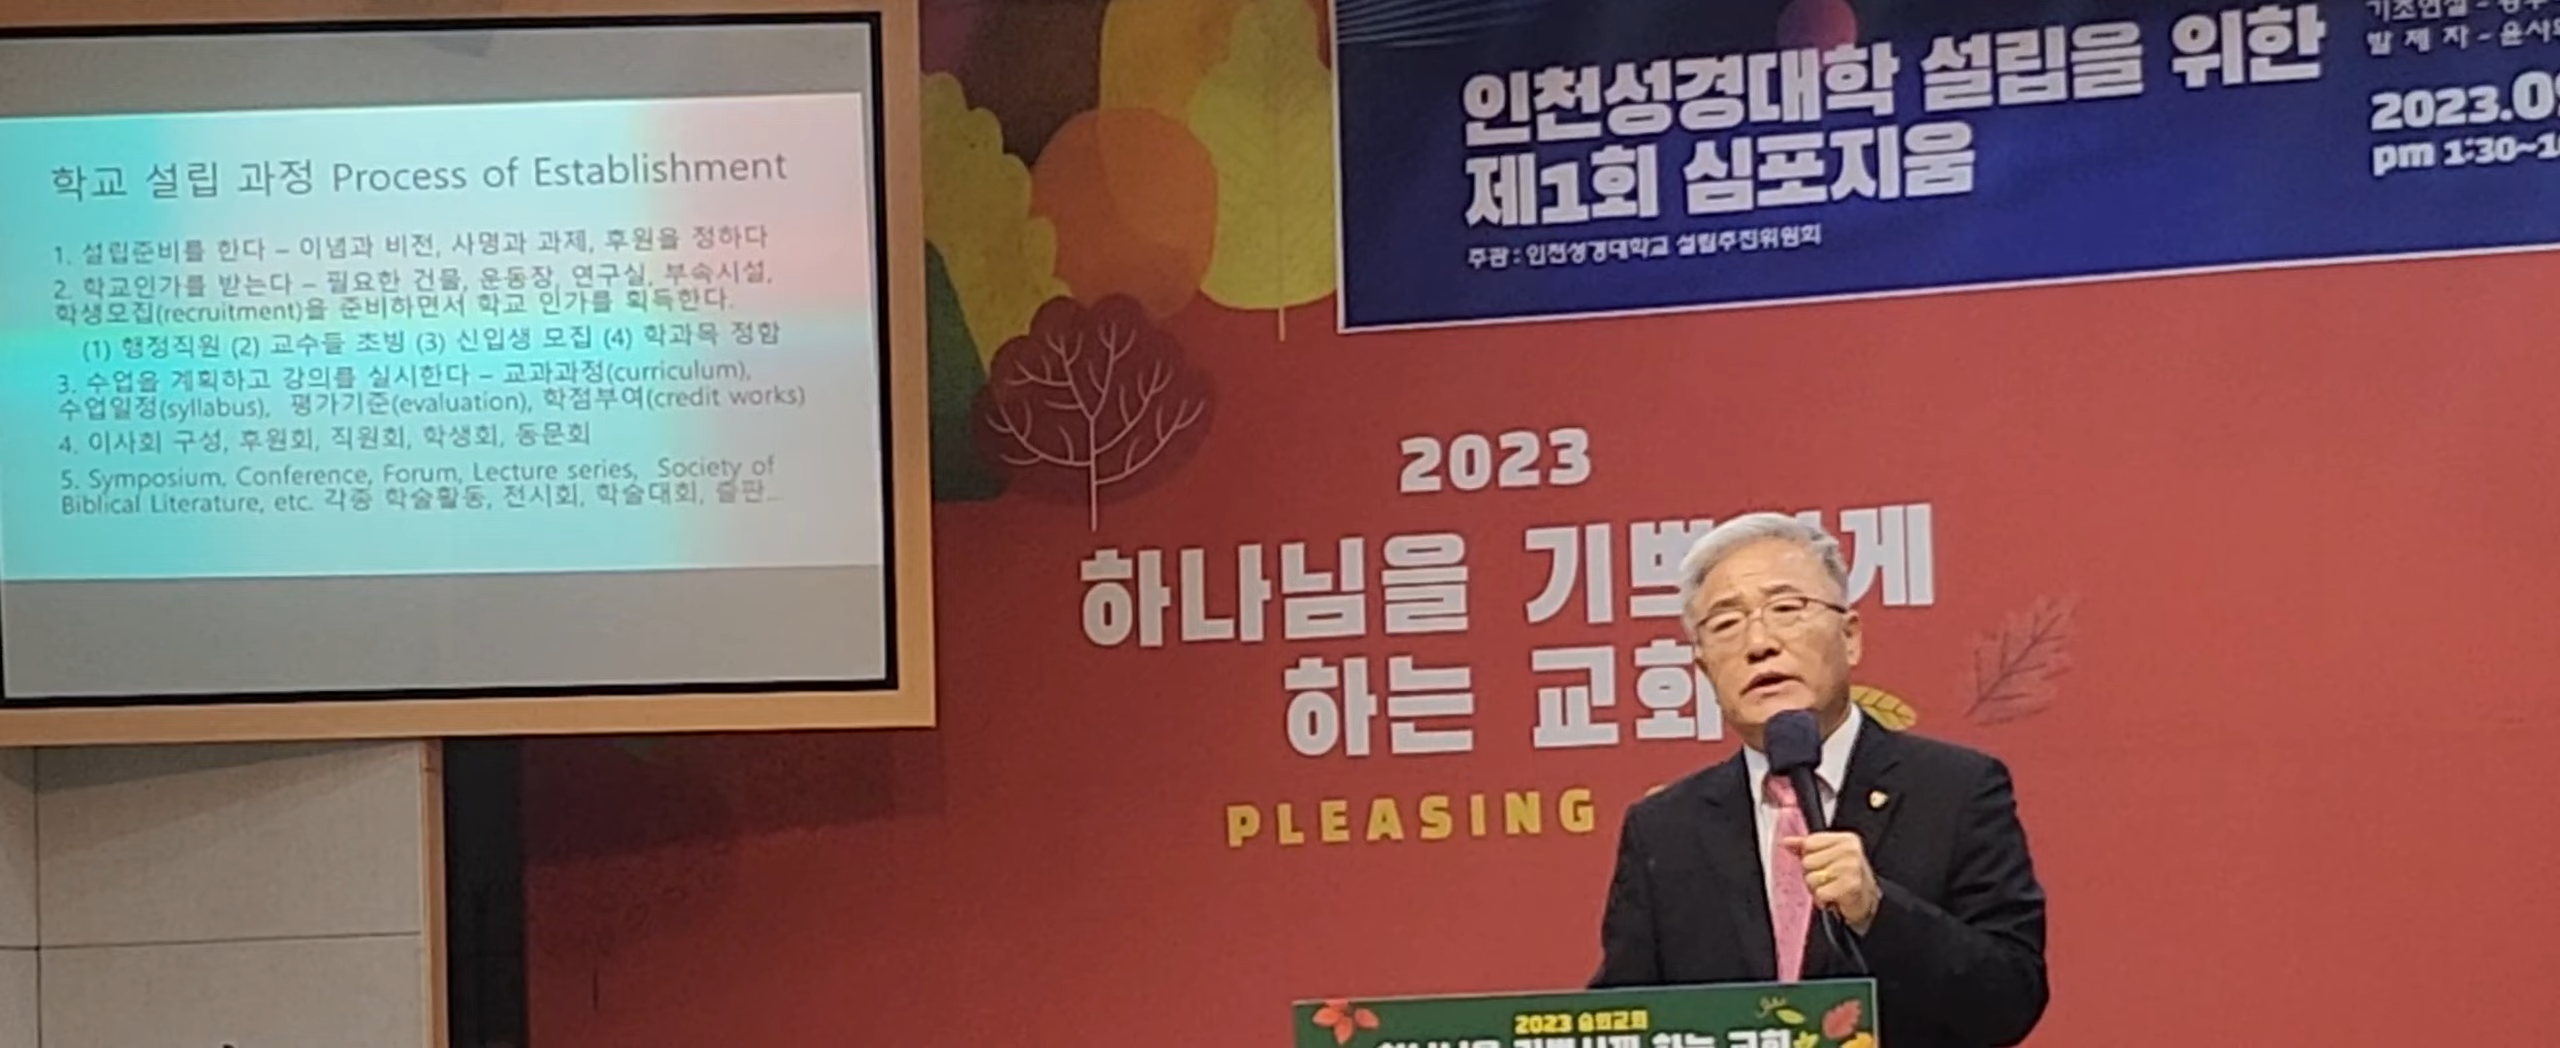 학교 설립 과정 Process of Establishment
1. 설립준비를 한다 – 이념과 비전, 사명과 과제, 후원을 정하다
2. 학교인가를 받는다 – 필요한 건물, 운동장, 연구실, 부속시설,
학생모집(recruitment)을 준비하면서 학교 인가를 획득한다.
(1) 행정직원 (2) 교수들 초빙 (3) 신입생 모집 (4) 학과목 정함
3. 수업을 계획하고 강의를 실시한다 – 교과과정(curriculum),
수업일정(syllabus), 평가기준(evaluation), 학점부여(credit works)
4. 이사회 구성, 후원회, 직원회, 학생회, 동문회
5. Symposium, Conference, Forum, Lecture series, Society of
Biblical Literature, etc. 각종 학술활동, 전시회, 학술대회, 출판...
인천성경대학 설립을 위한
제1회 심포지움
주관 : 인천성경대학교 설립추진위원회
발 제 자 -
2023.0
pm 1:30~1
2023
하나님을 기쁘 게
하는 교회
PLEASING
2023 숭의교회
하는 교회